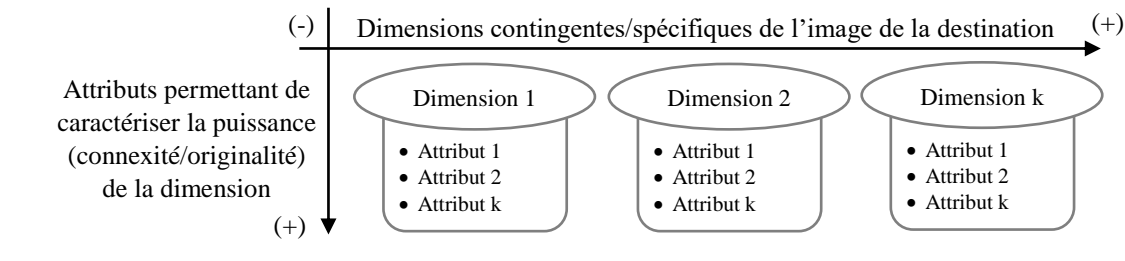 (-)
Dimensions contingentes/spécifiques de l’image de la destination
(+)
Attributs permettant de
caractériser la puissance
(connexité/originalité)
de la dimension
(+)
Dimension 1
• Attribut 1
• Attribut 2
• Attribut k
Dimension 2
• Attribut 1
• Attribut 2
• Attribut k
Dimension k
• Attribut 1
• Attribut 2
• Attribut k